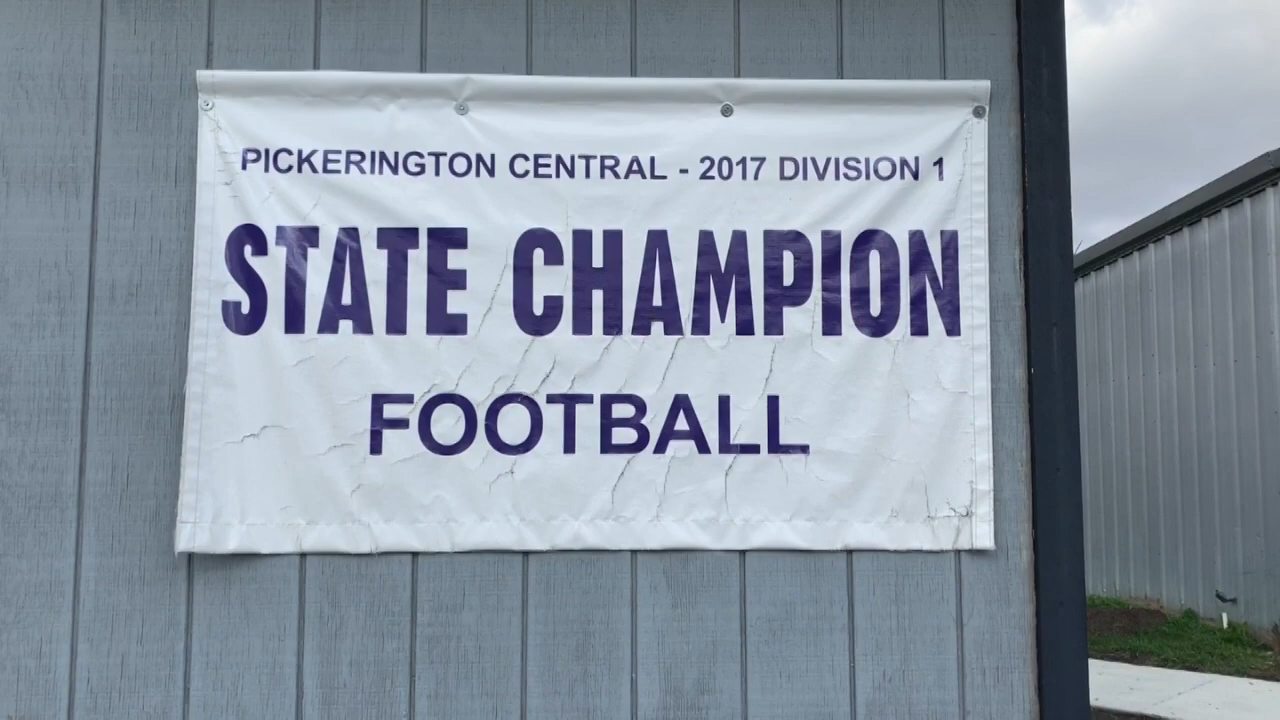 PICKERINGTON CENTRAL - 2017 DIVISION 1
STATE CHAMPION
FOOTBALL